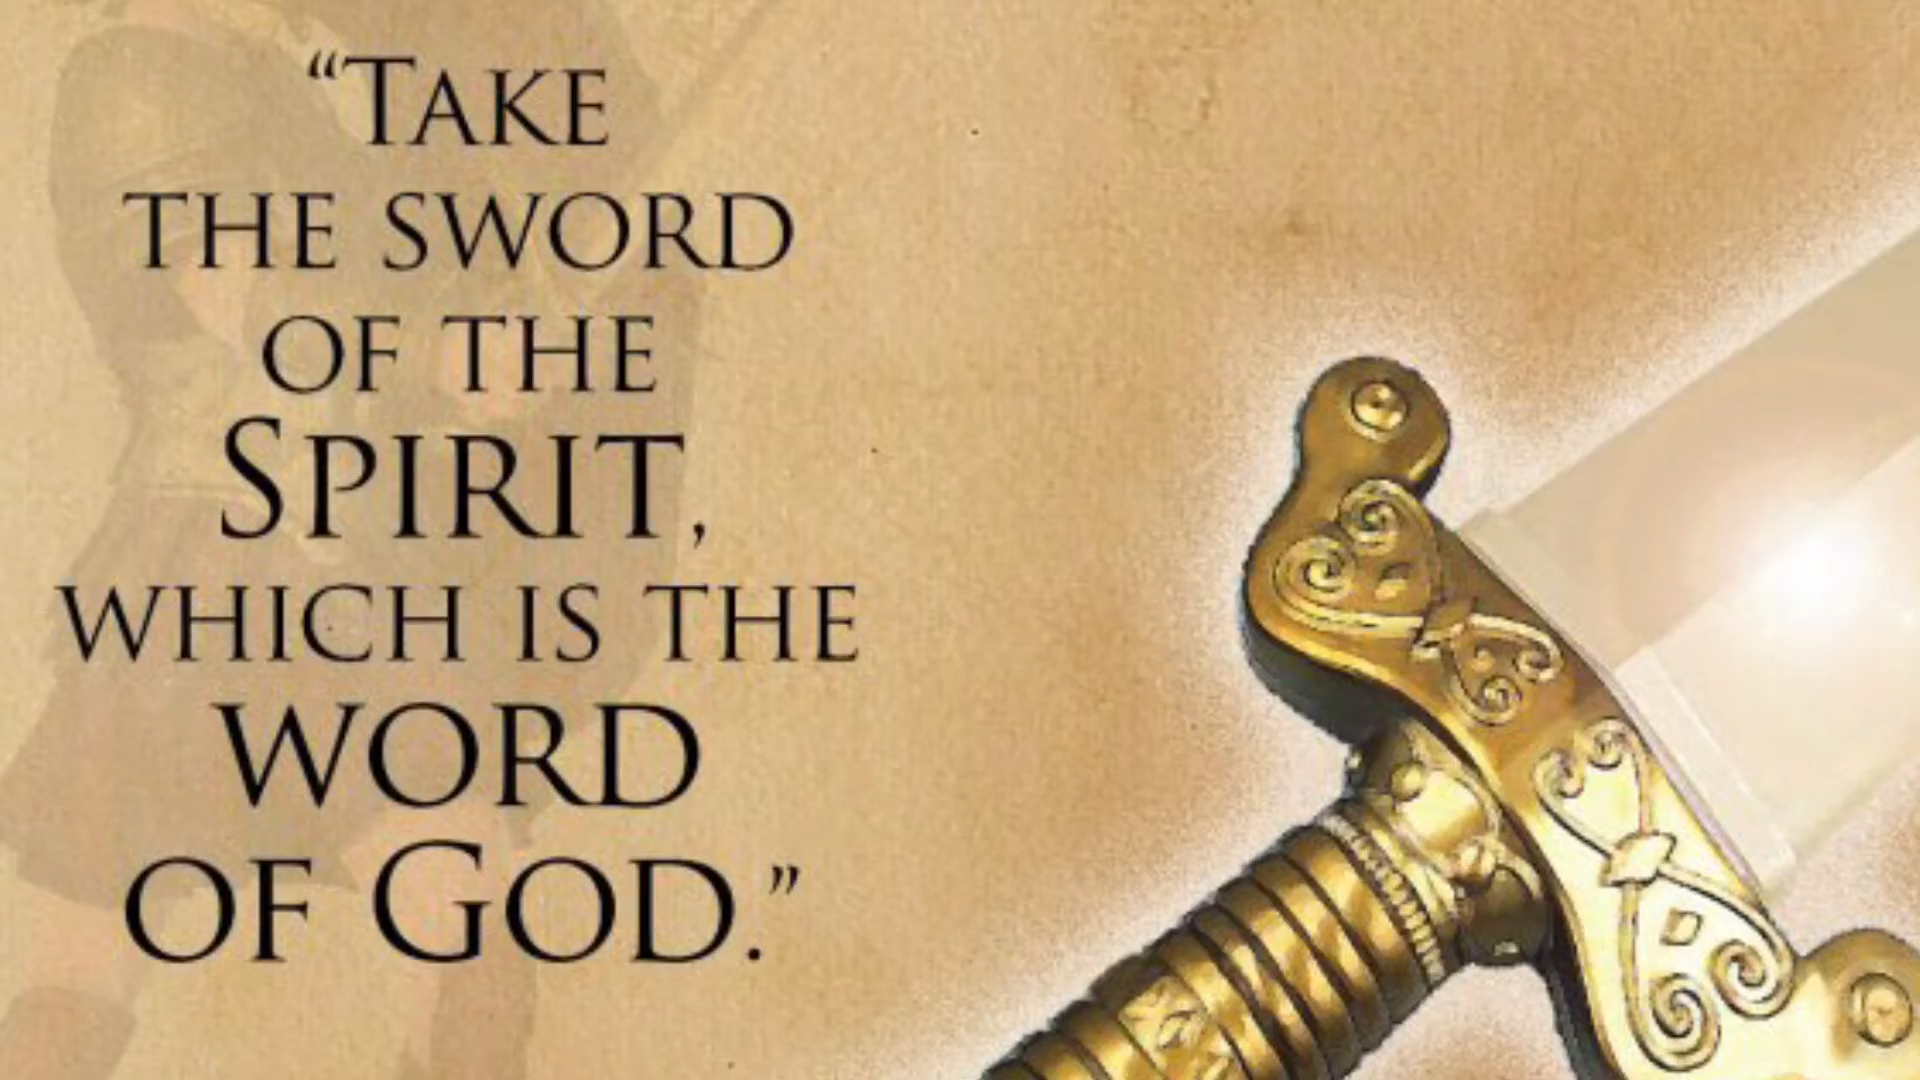 “Take
the sword
of the
Spirit,
which is the
word
of God.”